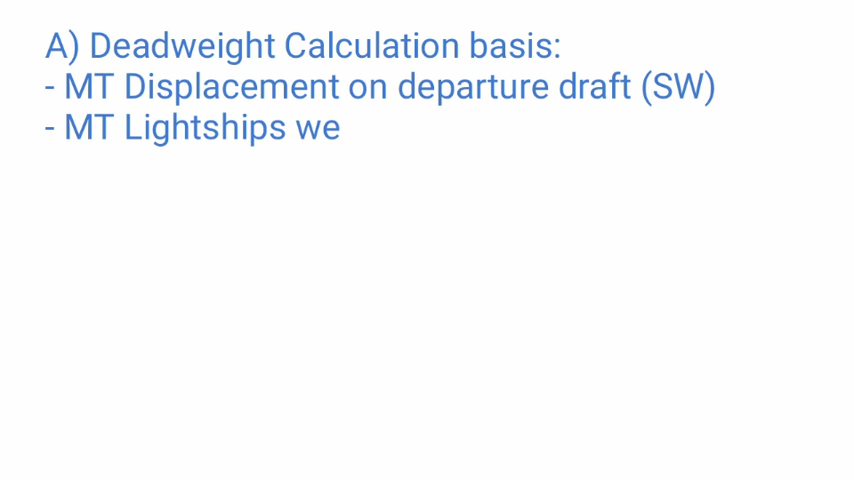 A) Deadweight Calculation basis:
- MT Displacement on departure draft (SW)
- MT Lightships we